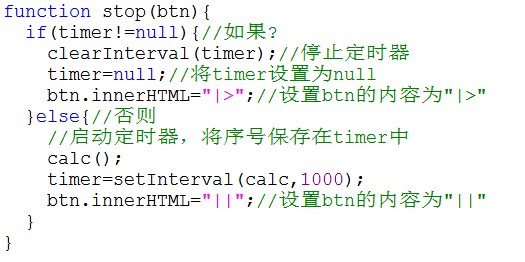 function stop(btn){
if(timer!=null){//如果?
clearInterval(timer);//停止定时器
timer=null;//将timer设置为null
btn.innerHTML="|>";//设置btn的内容为"|>"
}else{//否则
//启动定时器，将序号保存在timer中
calc();
timer=setInterval(calc,1000);
btn.innerHTML="||";//设置btn的内容为"||"
}
}